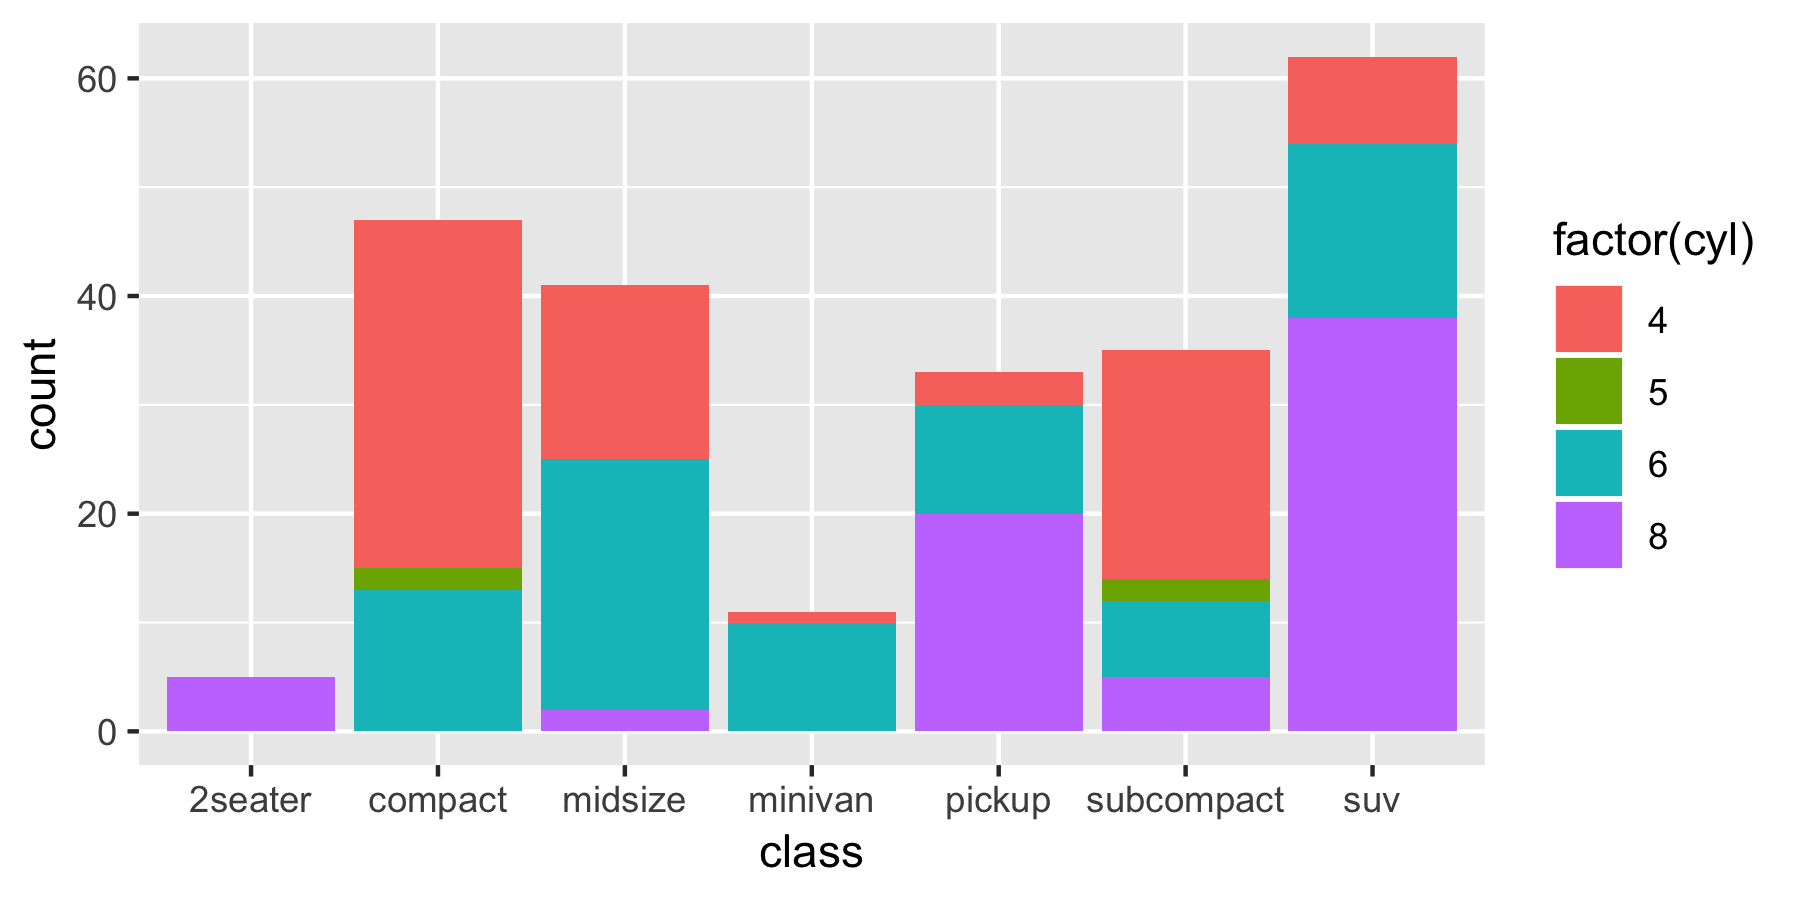 60
40
20
0
count
2seater compact midsize minivan pickup subcompact suv
class
factor(cyl)
4
5
6
8